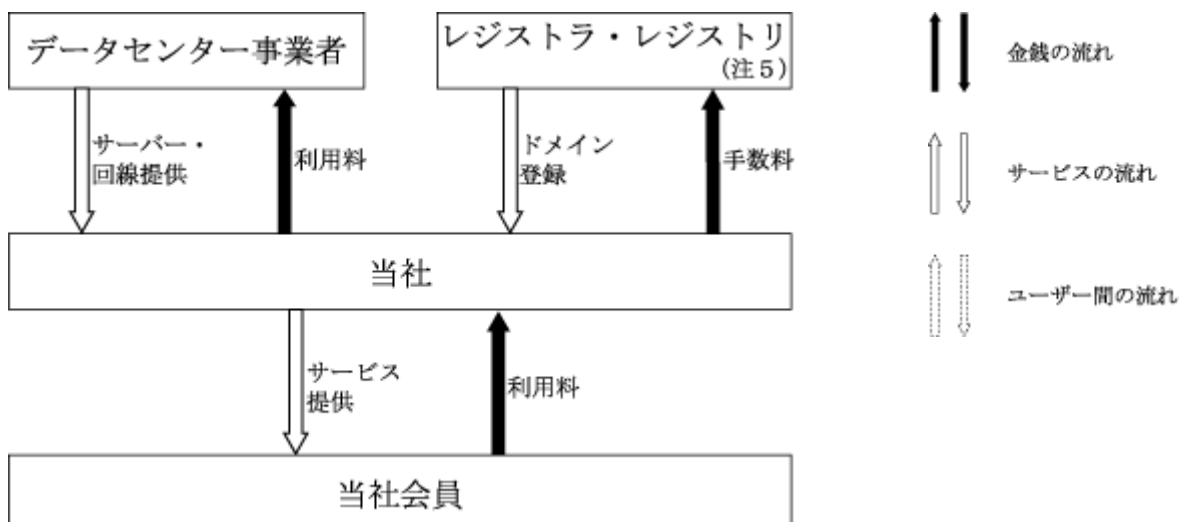 データセンター事業者
レジストラ・レジストリ
(注5)
サーバー・
回線提供
利用料
ドメイン
登録
手数料
当社
サービス
提供
利用料
当社会員
金銭の流れ
サービスの流れ
ユーザー間の流れ